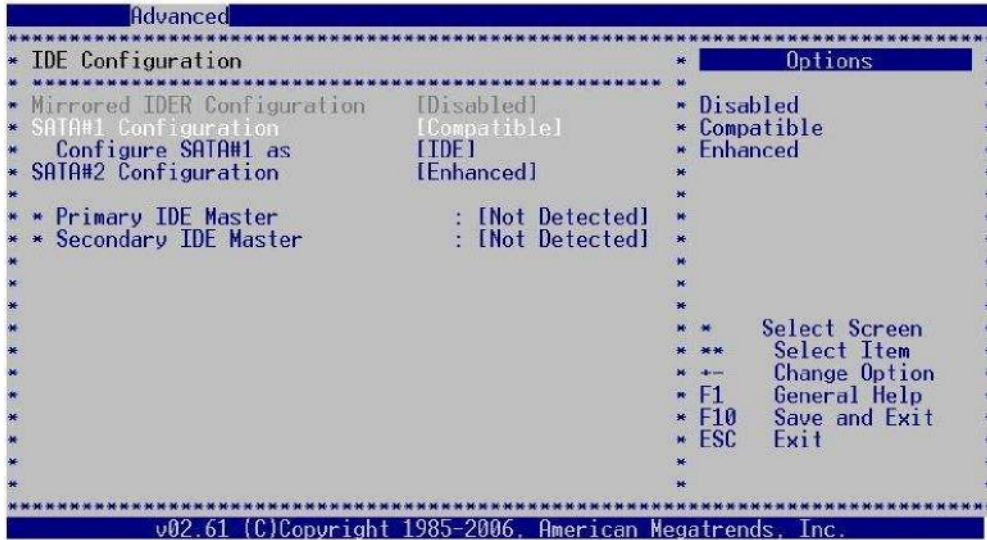 Advanced
IDE Configuration
Options
Mirrored IDER Configuration [Disabled]
SATA#1 Configuration [Compatible]
Configure SATA#1 as [IDE]
SATA#2 Configuration [Enhanced]
* Primary IDE Master : [Not Detected]
* Secondary IDE Master : [Not Detected]
Disabled
Compatible
Enhanced
* Select Screen
** Select Item
+- Change Option
F1 General Help
F10 Save and Exit
ESC Exit
v02.61 (C)Copyright 1985-2006, American Megatrends, Inc.